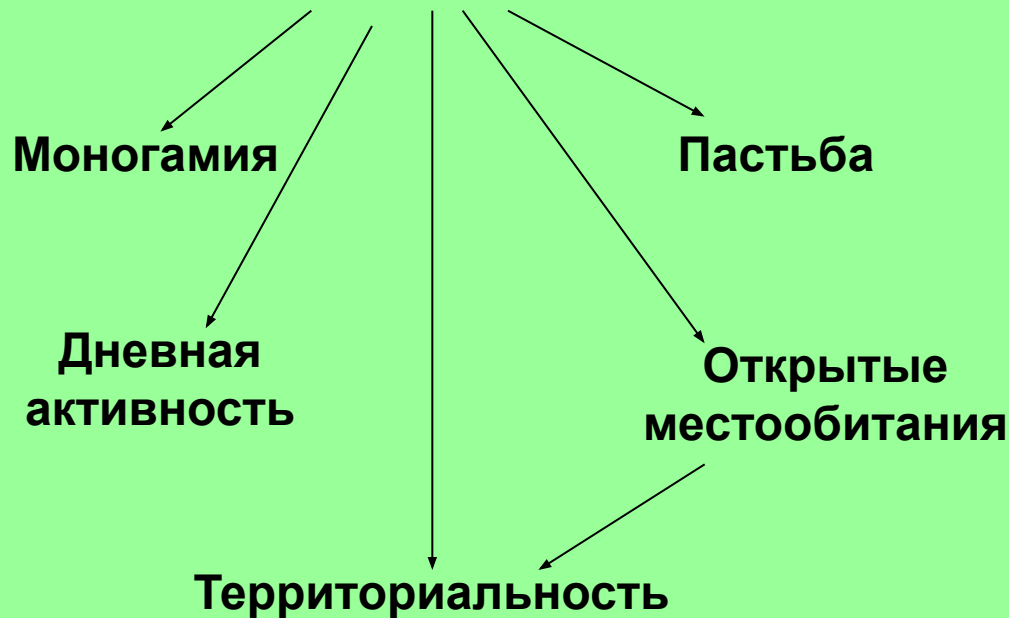 Моногамия
Пастьба
Дневная
активность
Открытые
местообитания
Территориальность